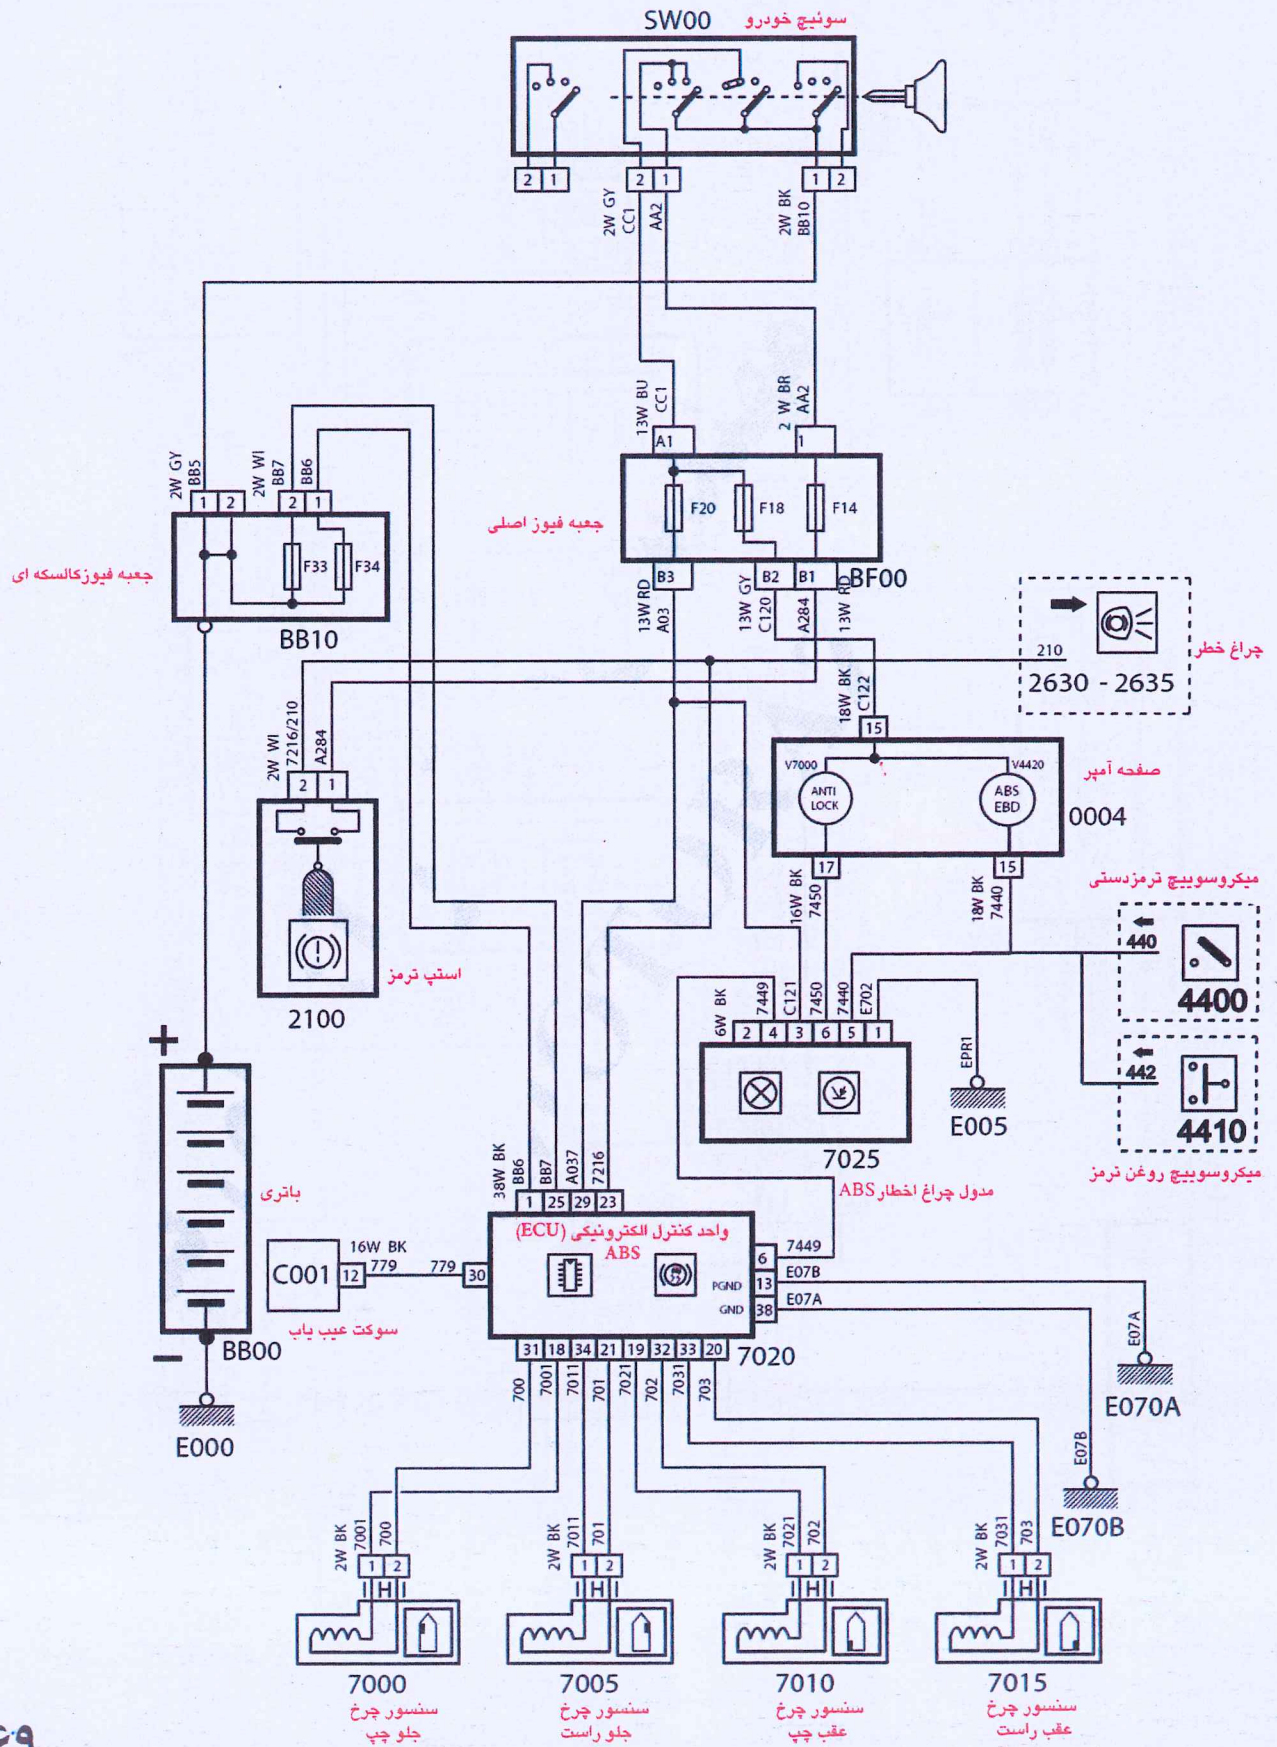 SW00 سوئیچ خودرو
2 1
2 1
1 2
2W GY
CC1
AA2
2W BK
BB10
13W BU
CC1
2 W BR
AA2
A1
1
F20
F18
F14
جعبه فیوز اصلی
B3
B2
B1
BF00
13W RD
A03
13W GY
C120
A284
13W RD
2W GY
BB5
2W WI
BB7
BB6
1 2
2 1
F33
F34
جعبه فیوزکالسکه ای
BB10
210
چراغ خطر
2630 - 2635
2W WI
7216/210
A284
2 1
استپ ترمز
2100
18W BK
C122
15
V7000
V4420
ANTI
LOCK
ABS
EBD
صفحه آمپر
0004
17
15
16W BK
7450
18W BK
7440
میکروسوییچ ترمزدستی
440
4400
442
4410
میکروسوییچ روغن ترمز
6W BK
7449
C121
7450
7440
E702
2 4 3 6 5 1
EPR1
E005
7025
مدول چراغ اخطارABS
+
باتری
−
BB00
E000
38W BK
BB6
BB7
A037
7216
1 25 29 23
واحد کنترل الکترونیکی (ECU)
ABS
C001
12
16W BK
779
779
30
سوکت عیب یاب
6
7449
PGND
13
E07B
GND
38
E07A
7020
31 18 34 21 19 32 33 20
700
7001
7011
701
7021
702
7031
703
E07A
E070A
E07B
E070B
2W BK
7001
700
1 2
H
7000
سنسور چرخ
جلو چپ
2W BK
7011
701
1 2
H
7005
سنسور چرخ
جلو راست
2W BK
7021
702
1 2
H
7010
سنسور چرخ
عقب چپ
2W BK
7031
703
1 2
H
7015
سنسور چرخ
عقب راست